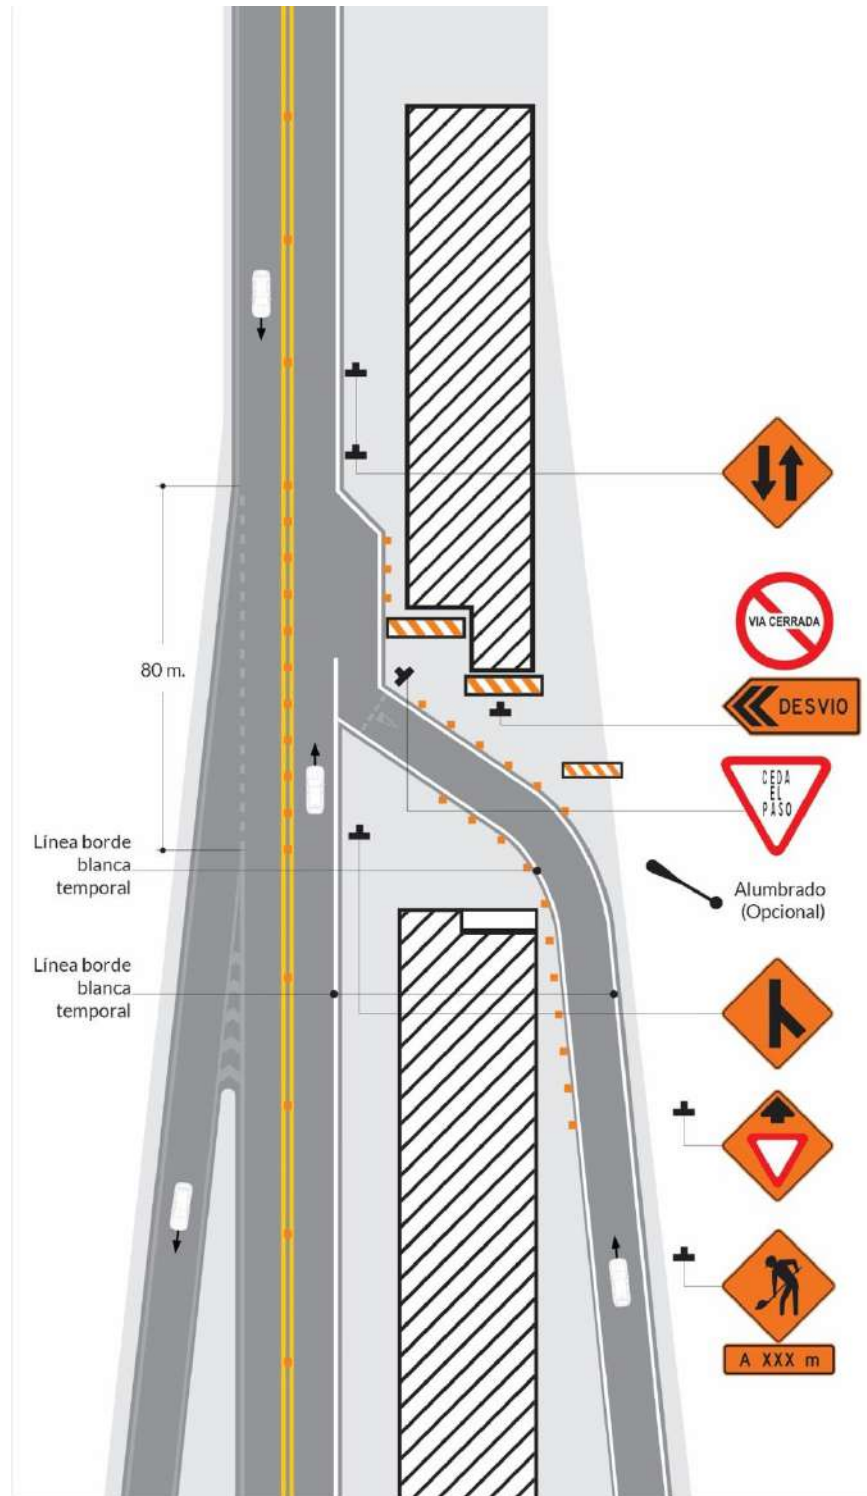 VIA CERRADA
DESVIO
80 m.
CEDA
EL
PASO
Línea borde
blanca
temporal
Alumbrado
(Opcional)
Línea borde
blanca
temporal
A XXX m